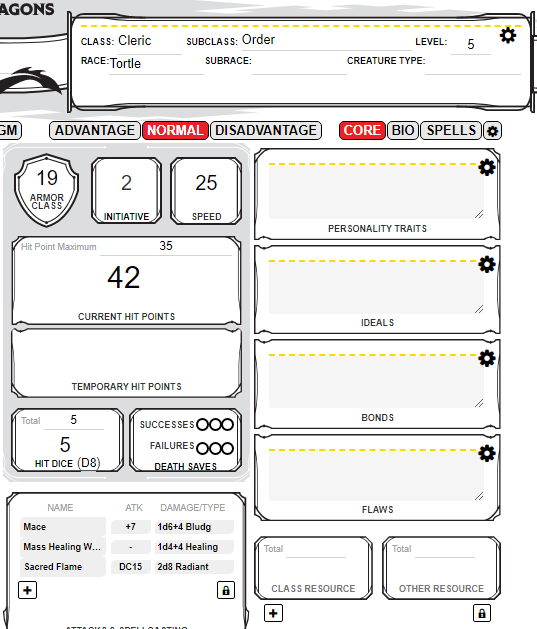 AGONS
CLASS: Cleric SUBCLASS: Order LEVEL: 5
RACE: Tortle SUBRACE: CREATURE TYPE:
GM ADVANTAGE NORMAL DISADVANTAGE CORE BIO SPELLS
19 ARMOR CLASS
2 INITIATIVE
25 SPEED
Hit Point Maximum 35
42
CURRENT HIT POINTS
TEMPORARY HIT POINTS
Total 5
5
HIT DICE (D8)
SUCCESSES
FAILURES
DEATH SAVES
NAME ATK DAMAGE/TYPE
Mace +7 1d6+4 Bludg
Mass Healing W... - 1d4+4 Healing
Sacred Flame DC15 2d8 Radiant
PERSONALITY TRAITS
IDEALS
BONDS
FLAWS
Total
CLASS RESOURCE
Total
OTHER RESOURCE